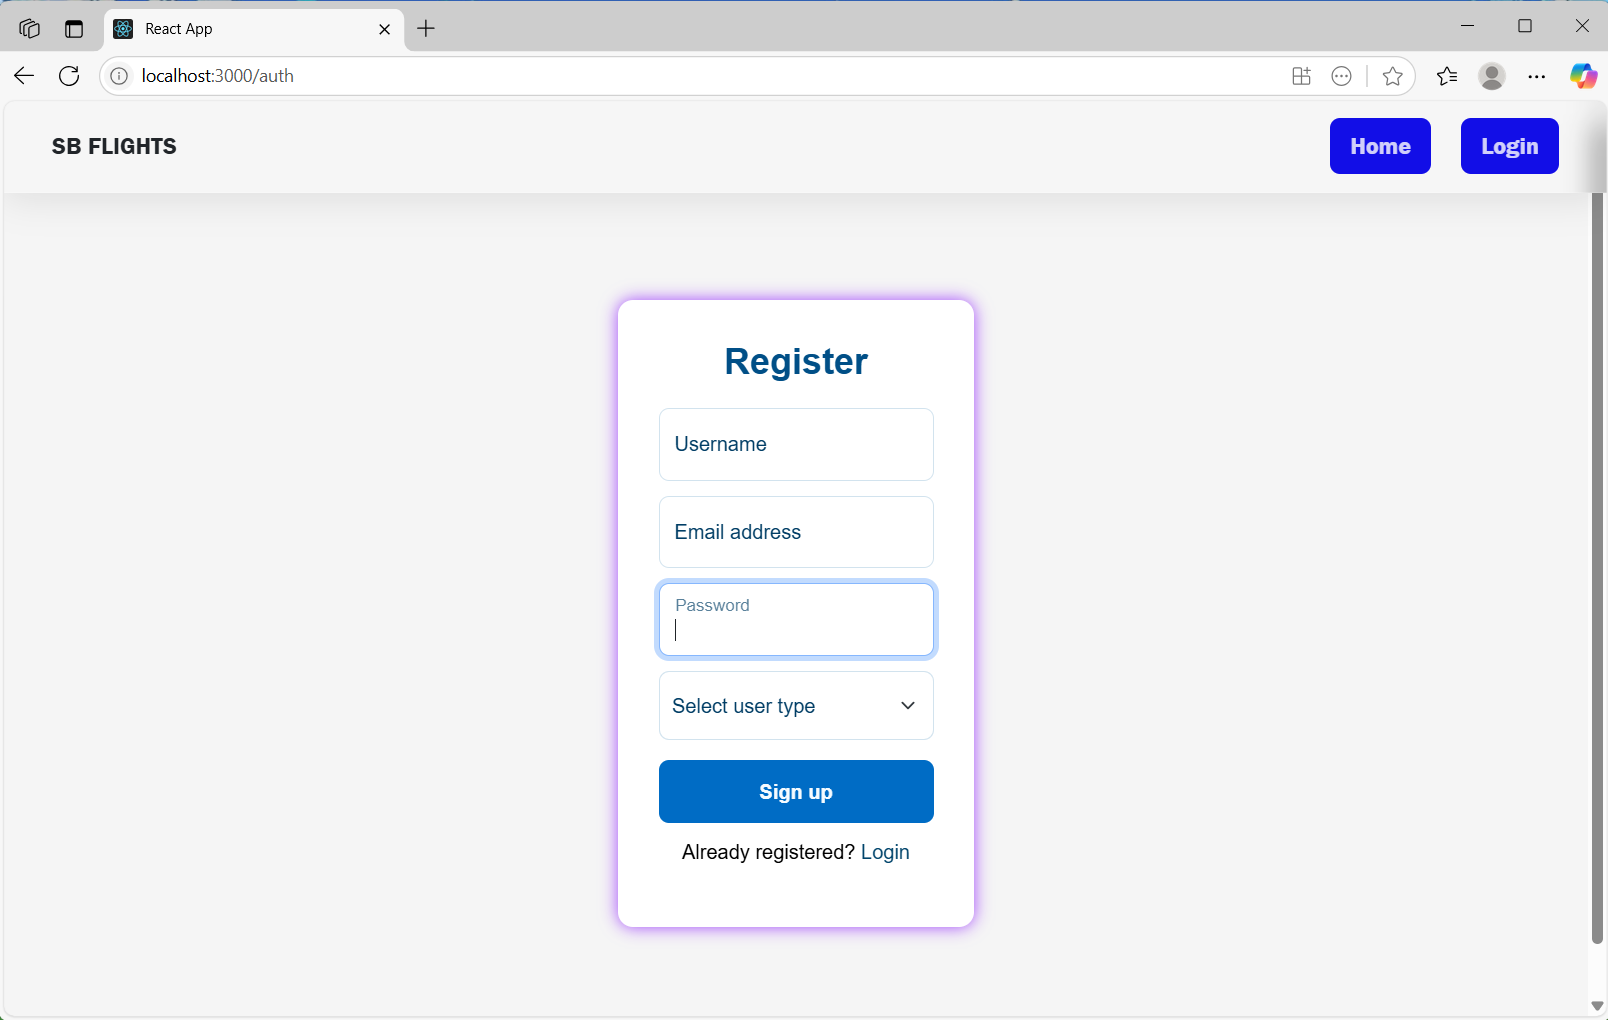 React App
localhost:3000/auth
SB FLIGHTS
Home
Login
Register
Username
Email address
Password
Select user type
Sign up
Already registered? Login